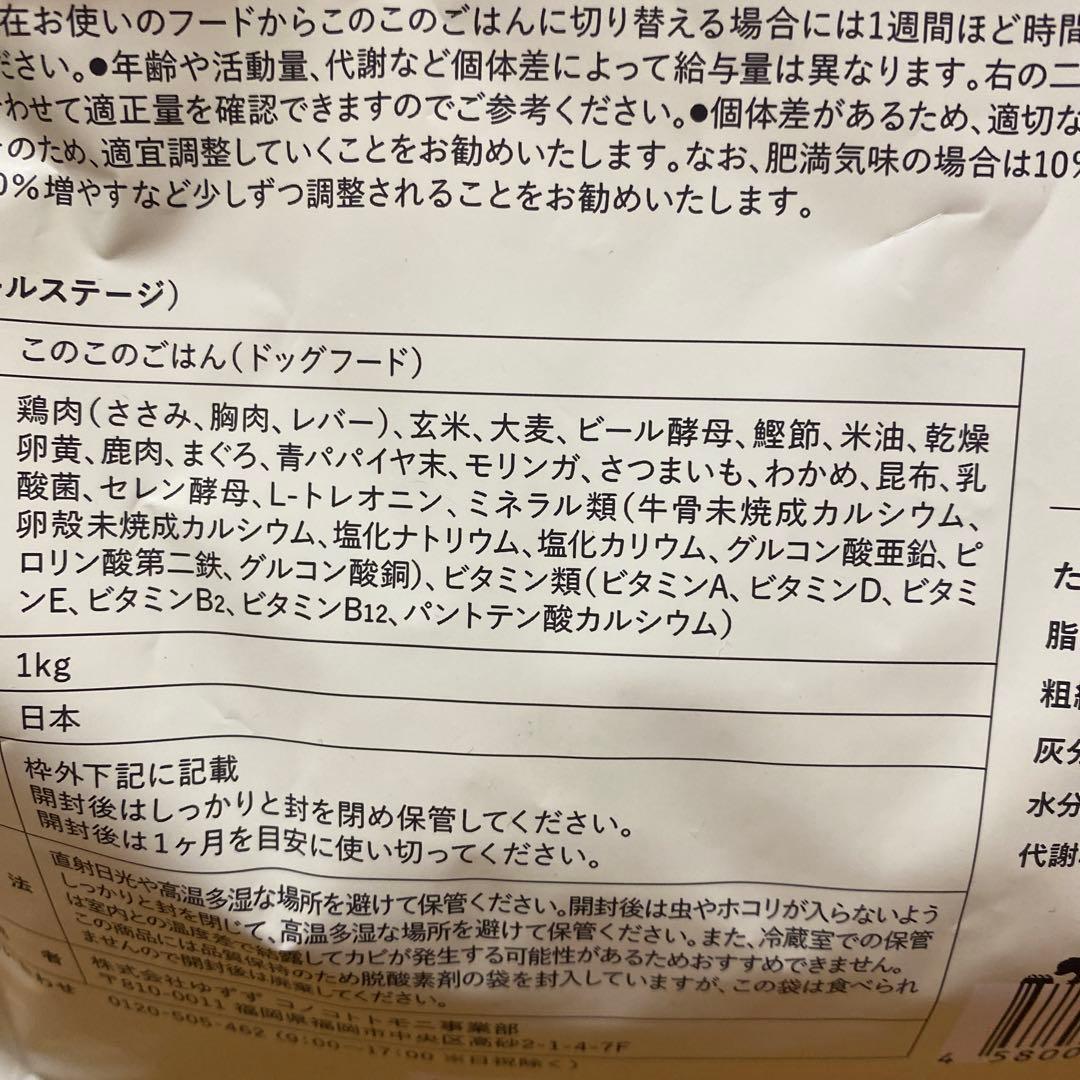 在お使いのフードからこのこのごはんに切り替える場合には1週間ほど時間
ださい。●年齢や活動量、代謝など個体差によって給与量は異なります。右の二
わせて適正量を確認できますのでご参考ください。●個体差があるため、適切な
のため、適宜調整していくことをお勧めいたします。なお、肥満気味の場合は10%
0%増やすなど少しずつ調整されることをお勧めいたします。
ールステージ）
このこのごはん（ドッグフード）
鶏肉（ささみ、胸肉、レバー）、玄米、大麦、ビール酵母、鰹節、米油、乾燥
卵黄、鹿肉、まぐろ、青パパイヤ末、モリンガ、さつまいも、わかめ、昆布、乳
酸菌、セレン酵母、L-トレオニン、ミネラル類（牛骨未焼成カルシウム、
卵殻未焼成カルシウム、塩化ナトリウム、塩化カリウム、グルコン酸亜鉛、ピ
ロリン酸第二鉄、グルコン酸銅）、ビタミン類（ビタミンA、ビタミンD、ビタミ
ンE、ビタミンB2、ビタミンB12、パントテン酸カルシウム）
1kg
日本
枠外下記に記載
開封後はしっかりと封を閉め保管してください。
開封後は1ヶ月を目安に使い切ってください。
法
直射日光や高温多湿な場所を避けて保管ください。開封後は虫やホコリが入らないよう
しっかりと封を閉じて、高温多湿な場所を避けて保管ください。また、冷蔵室での保管
は室内との温度差で結露してカビが発生する可能性があるためおすすめできません。
この商品には品質保持のため脱酸素剤の袋を封入していますが、この袋は食べられ
ませんので開封後は廃棄してください。
者
株式会社ゆずず コノコトトモニ事業部
〒810-0011 福岡県福岡市中央区高砂2-1-4-7F
わせ
0120-505-462（9:00〜17:00 ※日祝除く）
た
脂
粗
灰分
水分
代謝
4 5800